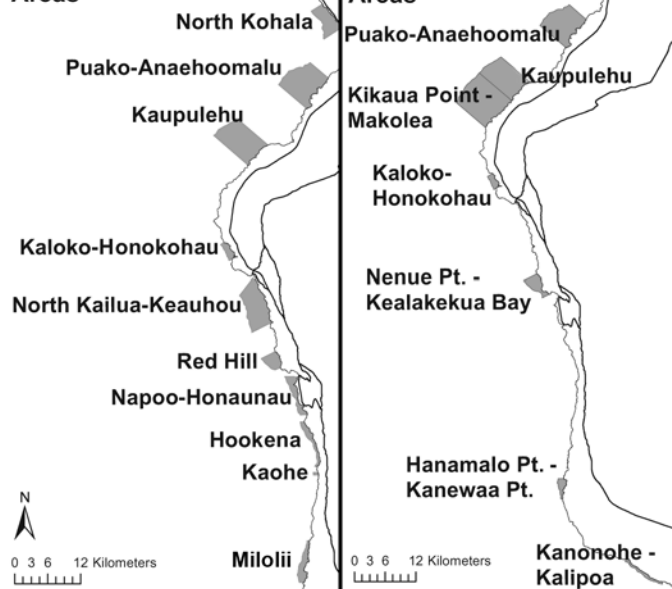 Areas
North Kohala
Puako-Anaehoomalu
Kaupulehu
Kaloko-Honokohau
North Kailua-Keauhou
Red Hill
Napoo-Honaunau
Hookena
Kaohe
Milolii
N
0 3 6 12 Kilometers
Areas
Puako-Anaehoomalu
Kaupulehu
Kikaua Point -
Makolea
Kaloko-
Honokohau
Nenue Pt. -
Kealakekua Bay
Hanamalo Pt. -
Kanewaa Pt.
Kanonohe -
Kalipoa
0 3 6 12 Kilometers